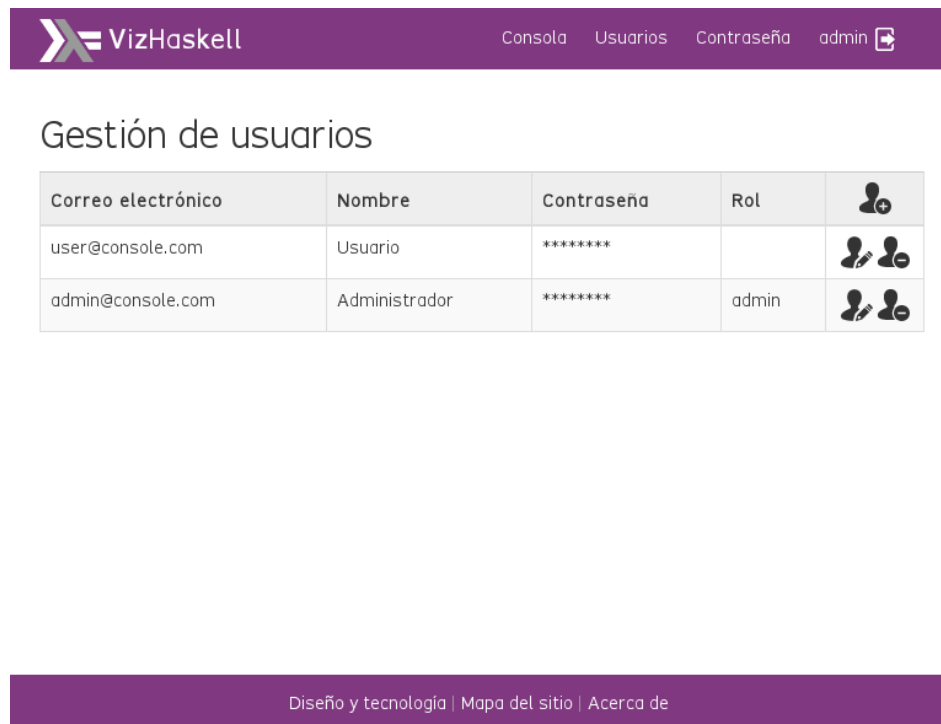 VizHaskell Consola Usuarios Contraseña admin
Gestión de usuarios
Correo electrónico Nombre Contraseña Rol
user@console.com Usuario ********
admin@console.com Administrador ******** admin
Diseño y tecnología | Mapa del sitio | Acerca de